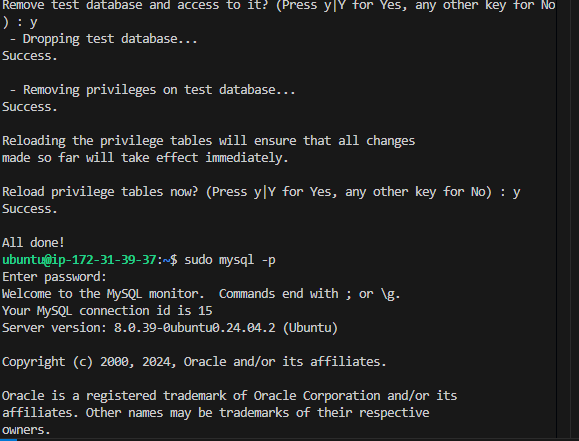 Remove test database and access to it? (Press y|Y for Yes, any other key for No
) : y
 - Dropping test database...
Success.

 - Removing privileges on test database...
Success.

Reloading the privilege tables will ensure that all changes
made so far will take effect immediately.

Reload privilege tables now? (Press y|Y for Yes, any other key for No) : y
Success.

All done!
ubuntu@ip-172-31-39-37:~$ sudo mysql -p
Enter password:
Welcome to the MySQL monitor.  Commands end with ; or \g.
Your MySQL connection id is 15
Server version: 8.0.39-0ubuntu0.24.04.2 (Ubuntu)

Copyright (c) 2000, 2024, Oracle and/or its affiliates.

Oracle is a registered trademark of Oracle Corporation and/or its
affiliates. Other names may be trademarks of their respective
owners.